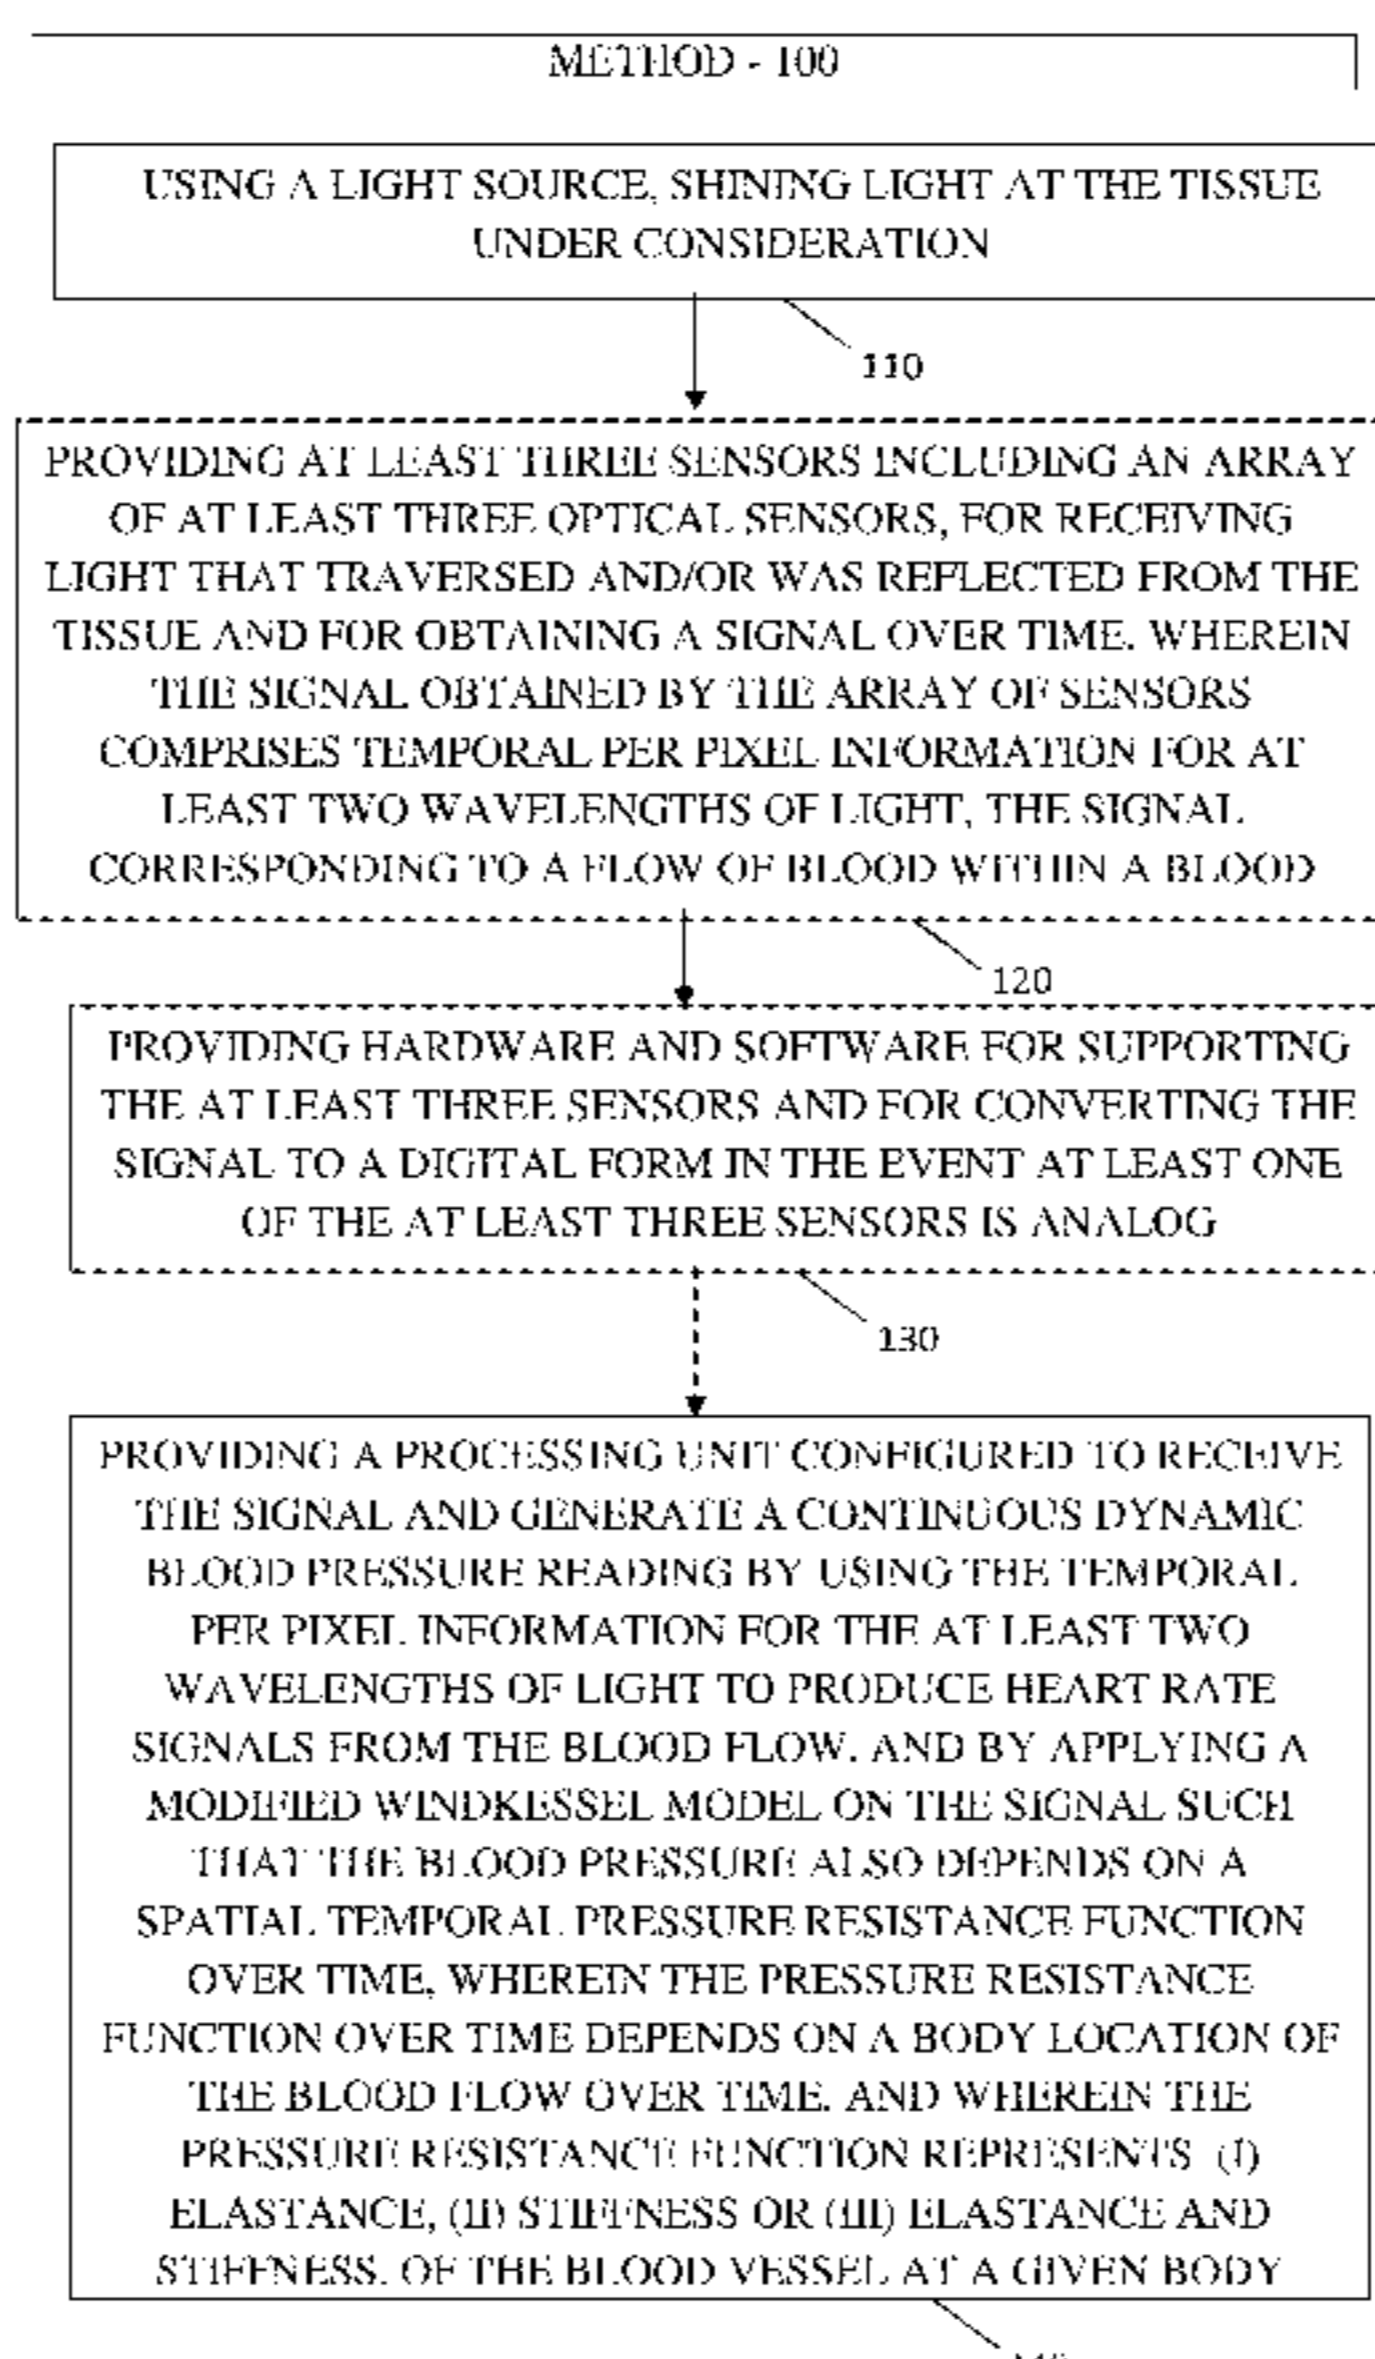 METHOD - 100
USING A LIGHT SOURCE, SHINING LIGHT AT THE TISSUE
UNDER CONSIDERATION
110
PROVIDING AT LEAST THREE SENSORS INCLUDING AN ARRAY
OF AT LEAST THREE OPTICAL SENSORS, FOR RECEIVING
LIGHT THAT TRAVERSED AND/OR WAS REFLECTED FROM THE
TISSUE AND FOR OBTAINING A SIGNAL OVER TIME. WHEREIN
THE SIGNAL OBTAINED BY THE ARRAY OF SENSORS
COMPRISES TEMPORAL PER PIXEL INFORMATION FOR AT
LEAST TWO WAVELENGTHS OF LIGHT, THE SIGNAL
CORRESPONDING TO A FLOW OF BLOOD WITHIN A BLOOD
120
PROVIDING HARDWARE AND SOFTWARE FOR SUPPORTING
THE AT LEAST THREE SENSORS AND FOR CONVERTING THE
SIGNAL TO A DIGITAL FORM IN THE EVENT AT LEAST ONE
OF THE AT LEAST THREE SENSORS IS ANALOG
130
PROVIDING A PROCESSING UNIT CONFIGURED TO RECEIVE
THE SIGNAL AND GENERATE A CONTINUOUS DYNAMIC
BLOOD PRESSURE READING BY USING THE TEMPORAL
PER PIXEL INFORMATION FOR THE AT LEAST TWO
WAVELENGTHS OF LIGHT TO PRODUCE HEART RATE
SIGNALS FROM THE BLOOD FLOW. AND BY APPLYING A
MODIFIED WINDKESSEL MODEL ON THE SIGNAL SUCH
THAT THE BLOOD PRESSURE ALSO DEPENDS ON A
SPATIAL TEMPORAL PRESSURE RESISTANCE FUNCTION
OVER TIME, WHEREIN THE PRESSURE RESISTANCE
FUNCTION OVER TIME DEPENDS ON A BODY LOCATION OF
THE BLOOD FLOW OVER TIME. AND WHEREIN THE
PRESSURE RESISTANCE FUNCTION REPRESENTS (I)
ELASTANCE, (II) STIFFNESS OR (III) ELASTANCE AND
STIFFNESS. OF THE BLOOD VESSEL AT A GIVEN BODY